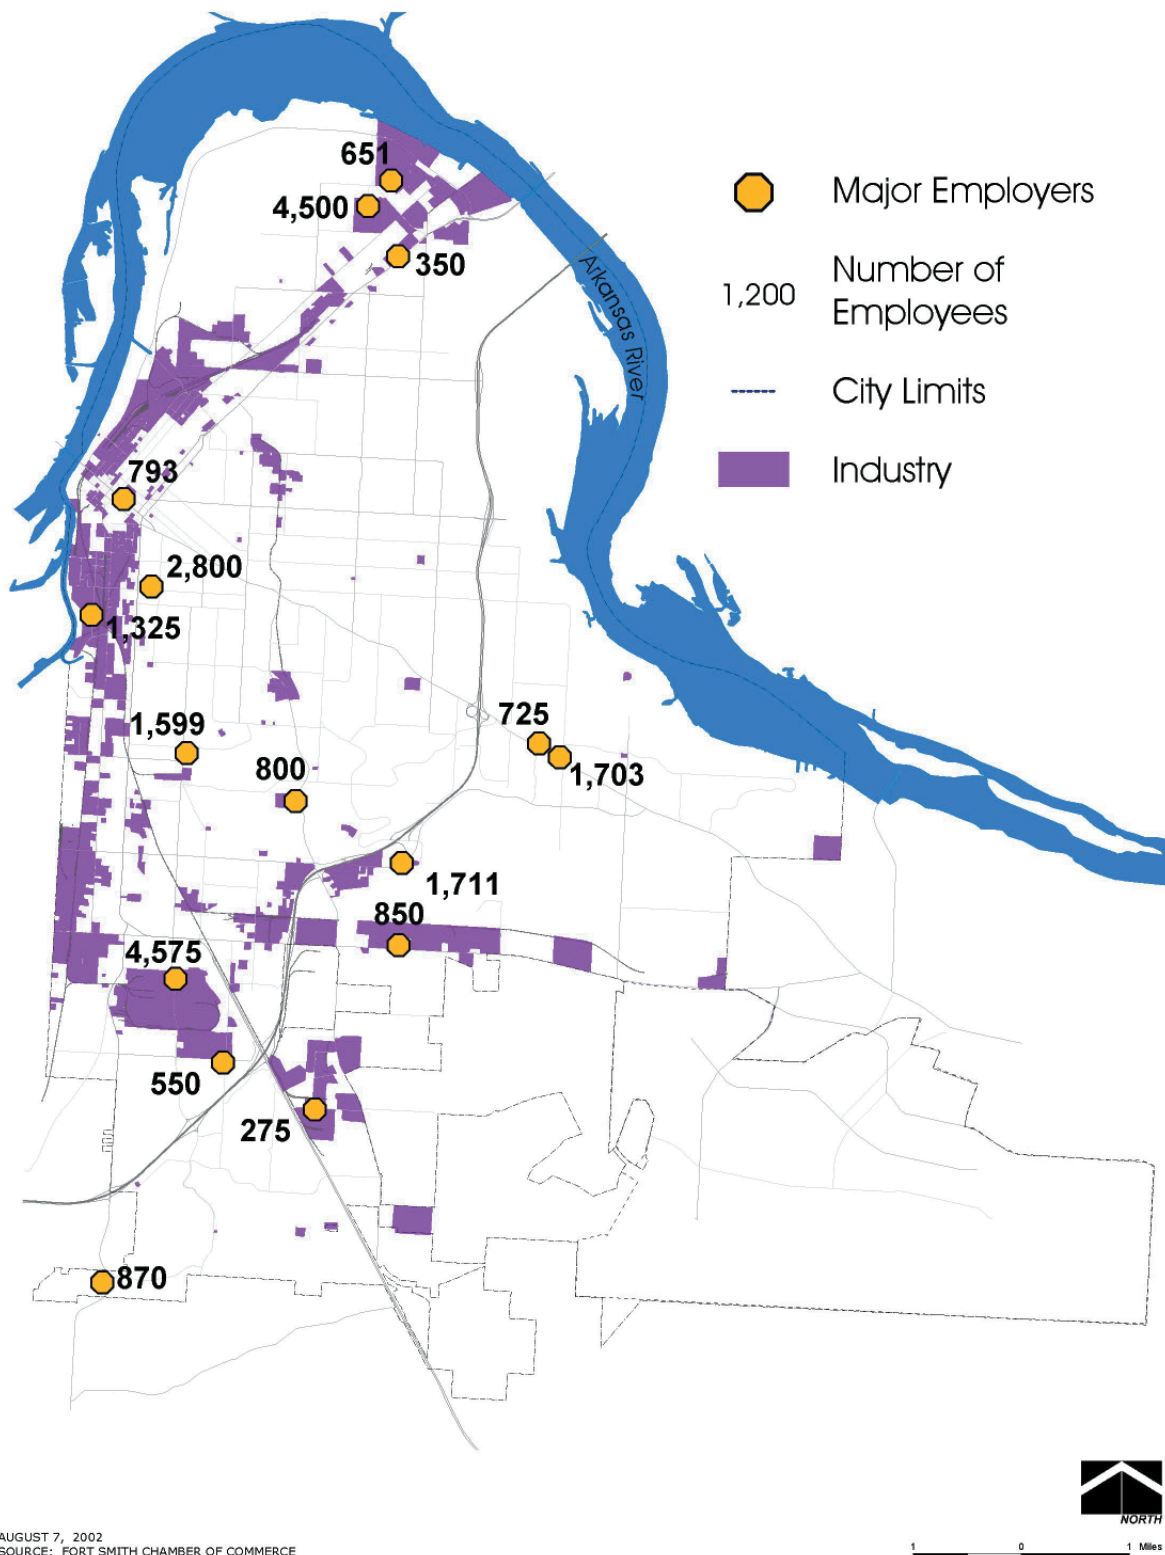 651
4,500
350
Major Employers
1,200
Number of
Employees
City Limits
Industry
Arkansas River
793
2,800
1,325
1,599
800
725
1,703
1,711
850
4,575
550
275
870
NORTH
AUGUST 7, 2002
SOURCE: FORT SMITH CHAMBER OF COMMERCE
1 0 1 Miles